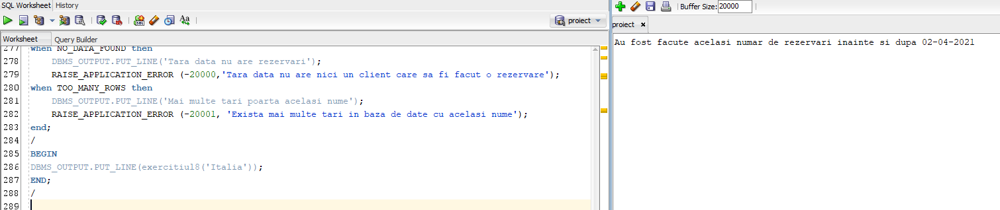 SQL Worksheet History
Buffer Size: 20000
proiect
proiect
Worksheet Query Builder
277 when NO_DATA_FOUND then
278 DBMS_OUTPUT.PUT_LINE('Tara data nu are rezervari');
279 RAISE_APPLICATION_ERROR (-20000,'Tara data nu are nici un client care sa fi facut o rezervare');
280 when TOO_MANY_ROWS then
281 DBMS_OUTPUT.PUT_LINE('Mai multe tari poarta acelasi nume');
282 RAISE_APPLICATION_ERROR (-20001, 'Exista mai multe tari in baza de date cu acelasi nume');
283 end;
284 /
285 BEGIN
286 DBMS_OUTPUT.PUT_LINE(exercitiul8('Italia'));
287 END;
288 /
289
Au fost facute acelasi numar de rezervari inainte si dupa 02-04-2021